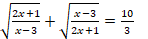 √((2x+1)/(x−3)) + √((x−3)/(2x+1)) = 10/3